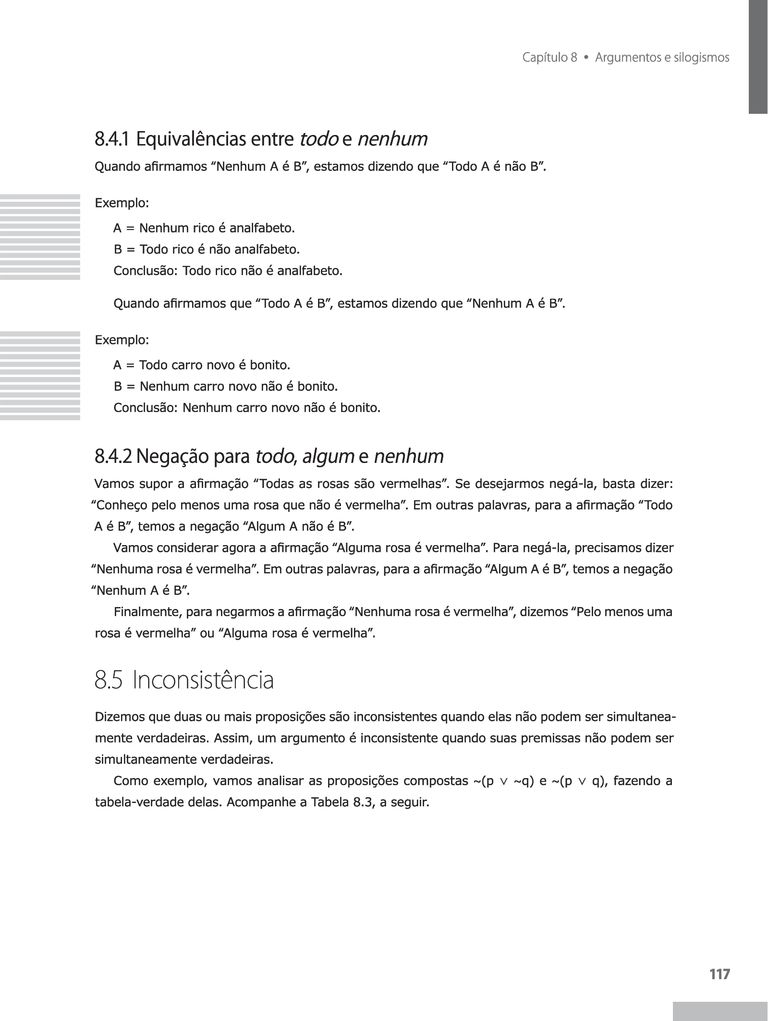 Capítulo 8 • Argumentos e silogismos
8.4.1 Equivalências entre todo e nenhum
Quando afirmamos “Nenhum A é B”, estamos dizendo que “Todo A é não B”.
Exemplo:
A = Nenhum rico é analfabeto.
B = Todo rico é não analfabeto.
Conclusão: Todo rico não é analfabeto.
Quando afirmamos que “Todo A é B”, estamos dizendo que “Nenhum A é B”.
Exemplo:
A = Todo carro novo é bonito.
B = Nenhum carro novo não é bonito.
Conclusão: Nenhum carro novo não é bonito.
8.4.2 Negação para todo, algum e nenhum
Vamos supor a afirmação “Todas as rosas são vermelhas”. Se desejarmos negá-la, basta dizer:
“Conheço pelo menos uma rosa que não é vermelha”. Em outras palavras, para a afirmação “Todo
A é B”, temos a negação “Algum A não é B”.
Vamos considerar agora a afirmação “Alguma rosa é vermelha”. Para negá-la, precisamos dizer
“Nenhuma rosa é vermelha”. Em outras palavras, para a afirmação “Algum A é B”, temos a negação
“Nenhum A é B”.
Finalmente, para negarmos a afirmação “Nenhuma rosa é vermelha”, dizemos “Pelo menos uma
rosa é vermelha” ou “Alguma rosa é vermelha”.
8.5 Inconsistência
Dizemos que duas ou mais proposições são inconsistentes quando elas não podem ser simultanea-
mente verdadeiras. Assim, um argumento é inconsistente quando suas premissas não podem ser
simultaneamente verdadeiras.
Como exemplo, vamos analisar as proposições compostas ~(p ∨ ~q) e ~(p ∨ q), fazendo a
tabela-verdade delas. Acompanhe a Tabela 8.3, a seguir.
117